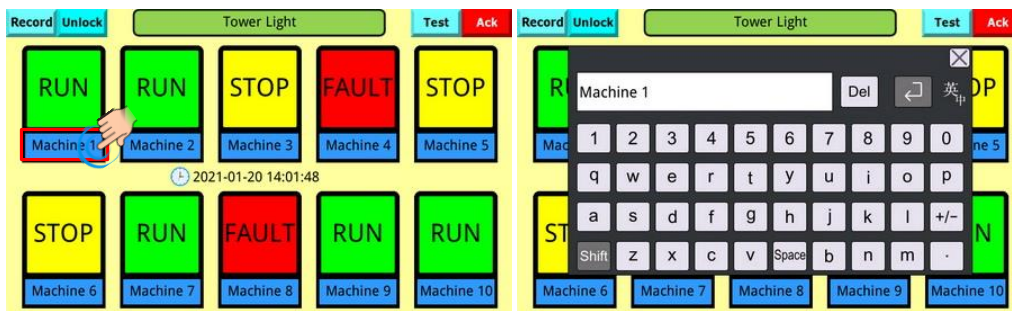 Record Unlock Tower Light Test Ack
RUN RUN STOP FAULT STOP
Machine 1 Machine 2 Machine 3 Machine 4 Machine 5
2021-01-20 14:01:48
STOP RUN FAULT RUN RUN
Machine 6 Machine 7 Machine 8 Machine 9 Machine 10
Record Unlock Tower Light Test Ack
Machine 1 Del 英中
1 2 3 4 5 6 7 8 9 0
q w e r t y u i o p
a s d f g h j k l +/-
Shift z x c v Space b n m .
Machine 6 Machine 7 Machine 8 Machine 9 Machine 10